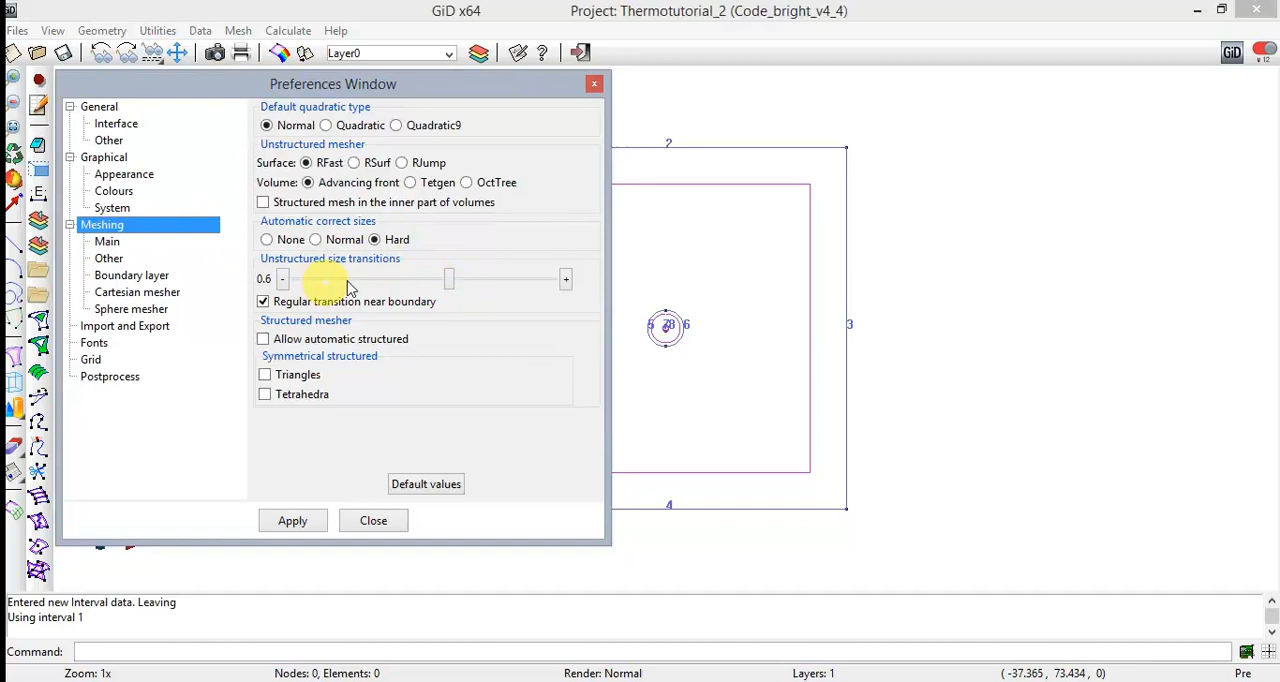 GiD
GiD x64
Project: Thermotutorial_2 (Code_bright_v4_4)
Files View Geometry Utilities Data Mesh Calculate Help
Layer0
GiD
v 12
Preferences Window
x
General
Interface
Other
Graphical
Appearance
Colours
System
Meshing
Main
Other
Boundary layer
Cartesian mesher
Sphere mesher
Import and Export
Fonts
Grid
Postprocess
Default quadratic type
Normal Quadratic Quadratic9
Unstructured mesher
Surface: RFast RSurf RJump
Volume: Advancing front Tetgen OctTree
Structured mesh in the inner part of volumes
Automatic correct sizes
None Normal Hard
Unstructured size transitions
0.6 - +
Regular transition near boundary
Structured mesher
Allow automatic structured
Symmetrical structured
Triangles
Tetrahedra
Default values
Apply Close
2
5 6
3
4
Entered new Interval data. Leaving
Using interval 1
Command:
Zoom: 1x Nodes: 0, Elements: 0 Render: Normal Layers: 1 ( -37.365, 73.434, 0) Pre